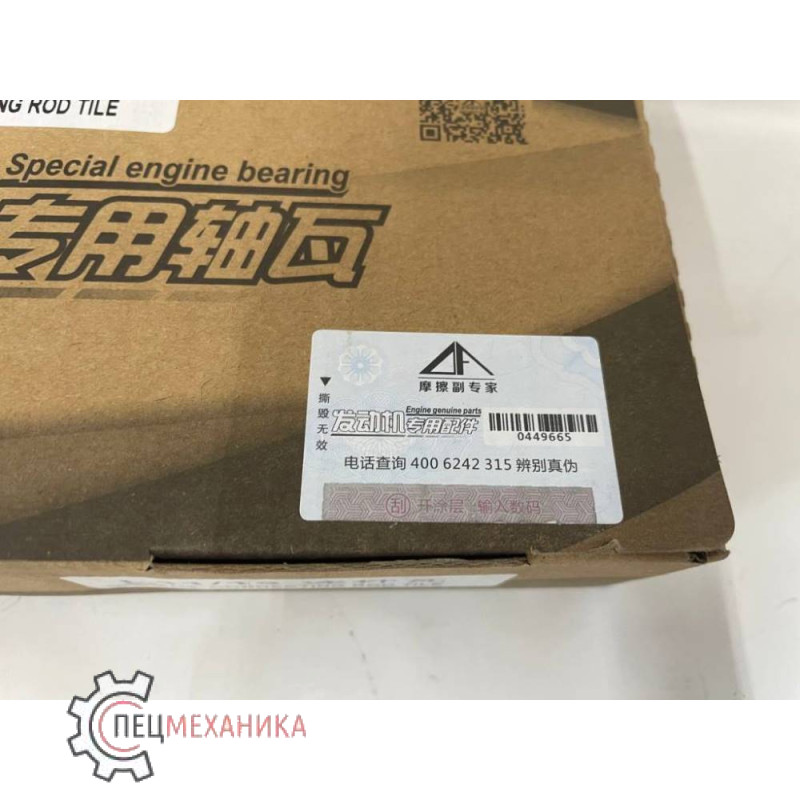 NG ROD TILE
Special engine bearing
专用轴瓦
摩擦副专家
撕毁无效
发动机
Engine genuine parts
专用配件
0449665
电话查询 400 6242 315 辨别真伪
刮 开涂层 输入数码
СПЕЦМЕХАНИКА